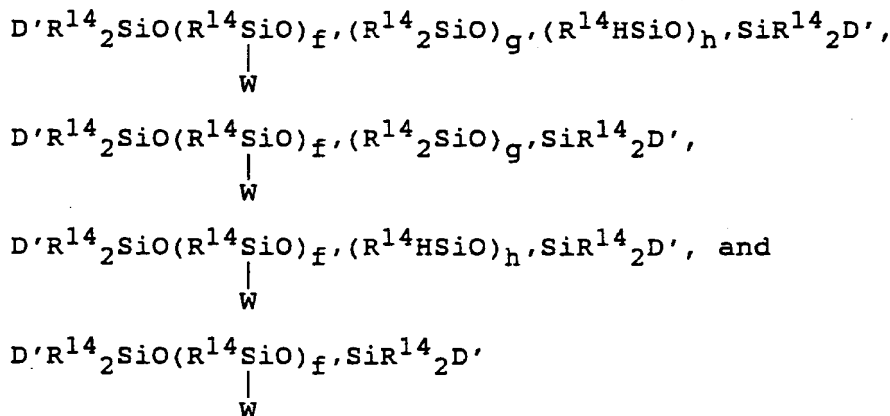 D'R¹⁴₂SiO(R¹⁴SiO)f'(R¹⁴₂SiO)g'(R¹⁴HSiO)h'SiR¹⁴₂D',
|
W
D'R¹⁴₂SiO(R¹⁴SiO)f'(R¹⁴₂SiO)g'SiR¹⁴₂D',
|
W
D'R¹⁴₂SiO(R¹⁴SiO)f'(R¹⁴HSiO)h'SiR¹⁴₂D', and
|
W
D'R¹⁴₂SiO(R¹⁴SiO)f'SiR¹⁴₂D'
|
W